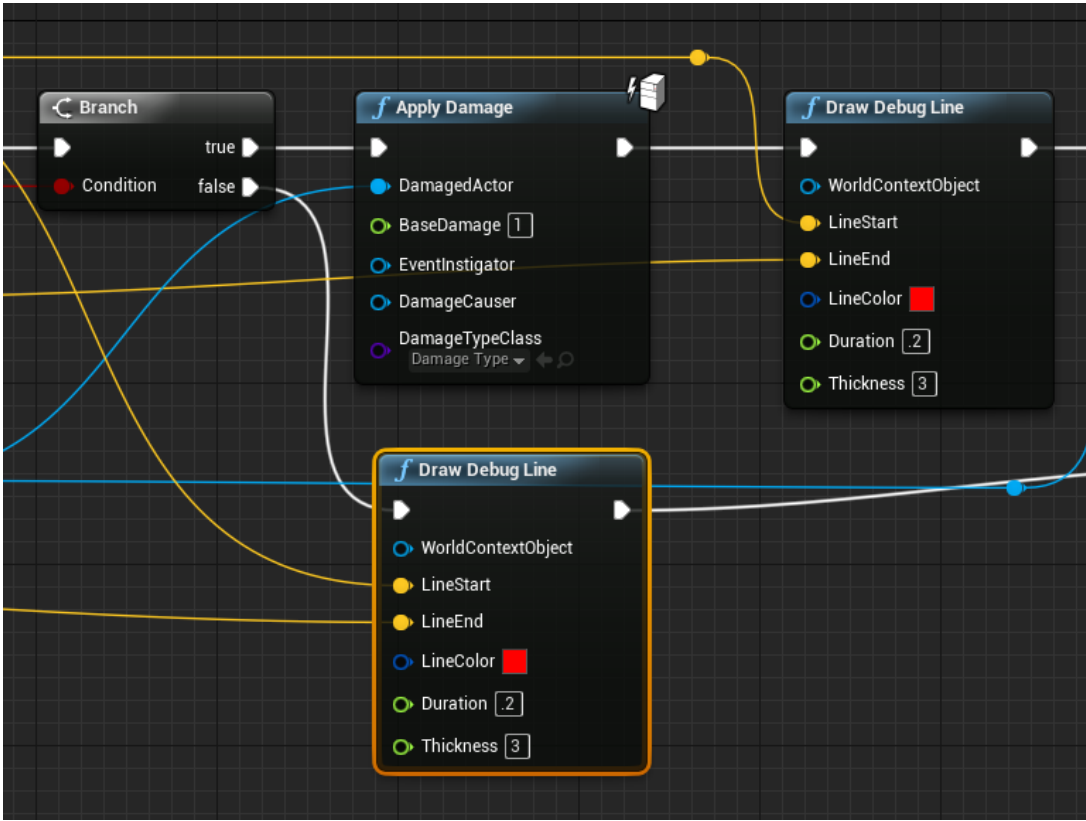 Branch
true
Condition
false
Apply Damage
DamagedActor
BaseDamage 1
EventInstigator
DamageCauser
DamageTypeClass
Damage Type
Draw Debug Line
WorldContextObject
LineStart
LineEnd
LineColor
Duration .2
Thickness 3
Draw Debug Line
WorldContextObject
LineStart
LineEnd
LineColor
Duration .2
Thickness 3